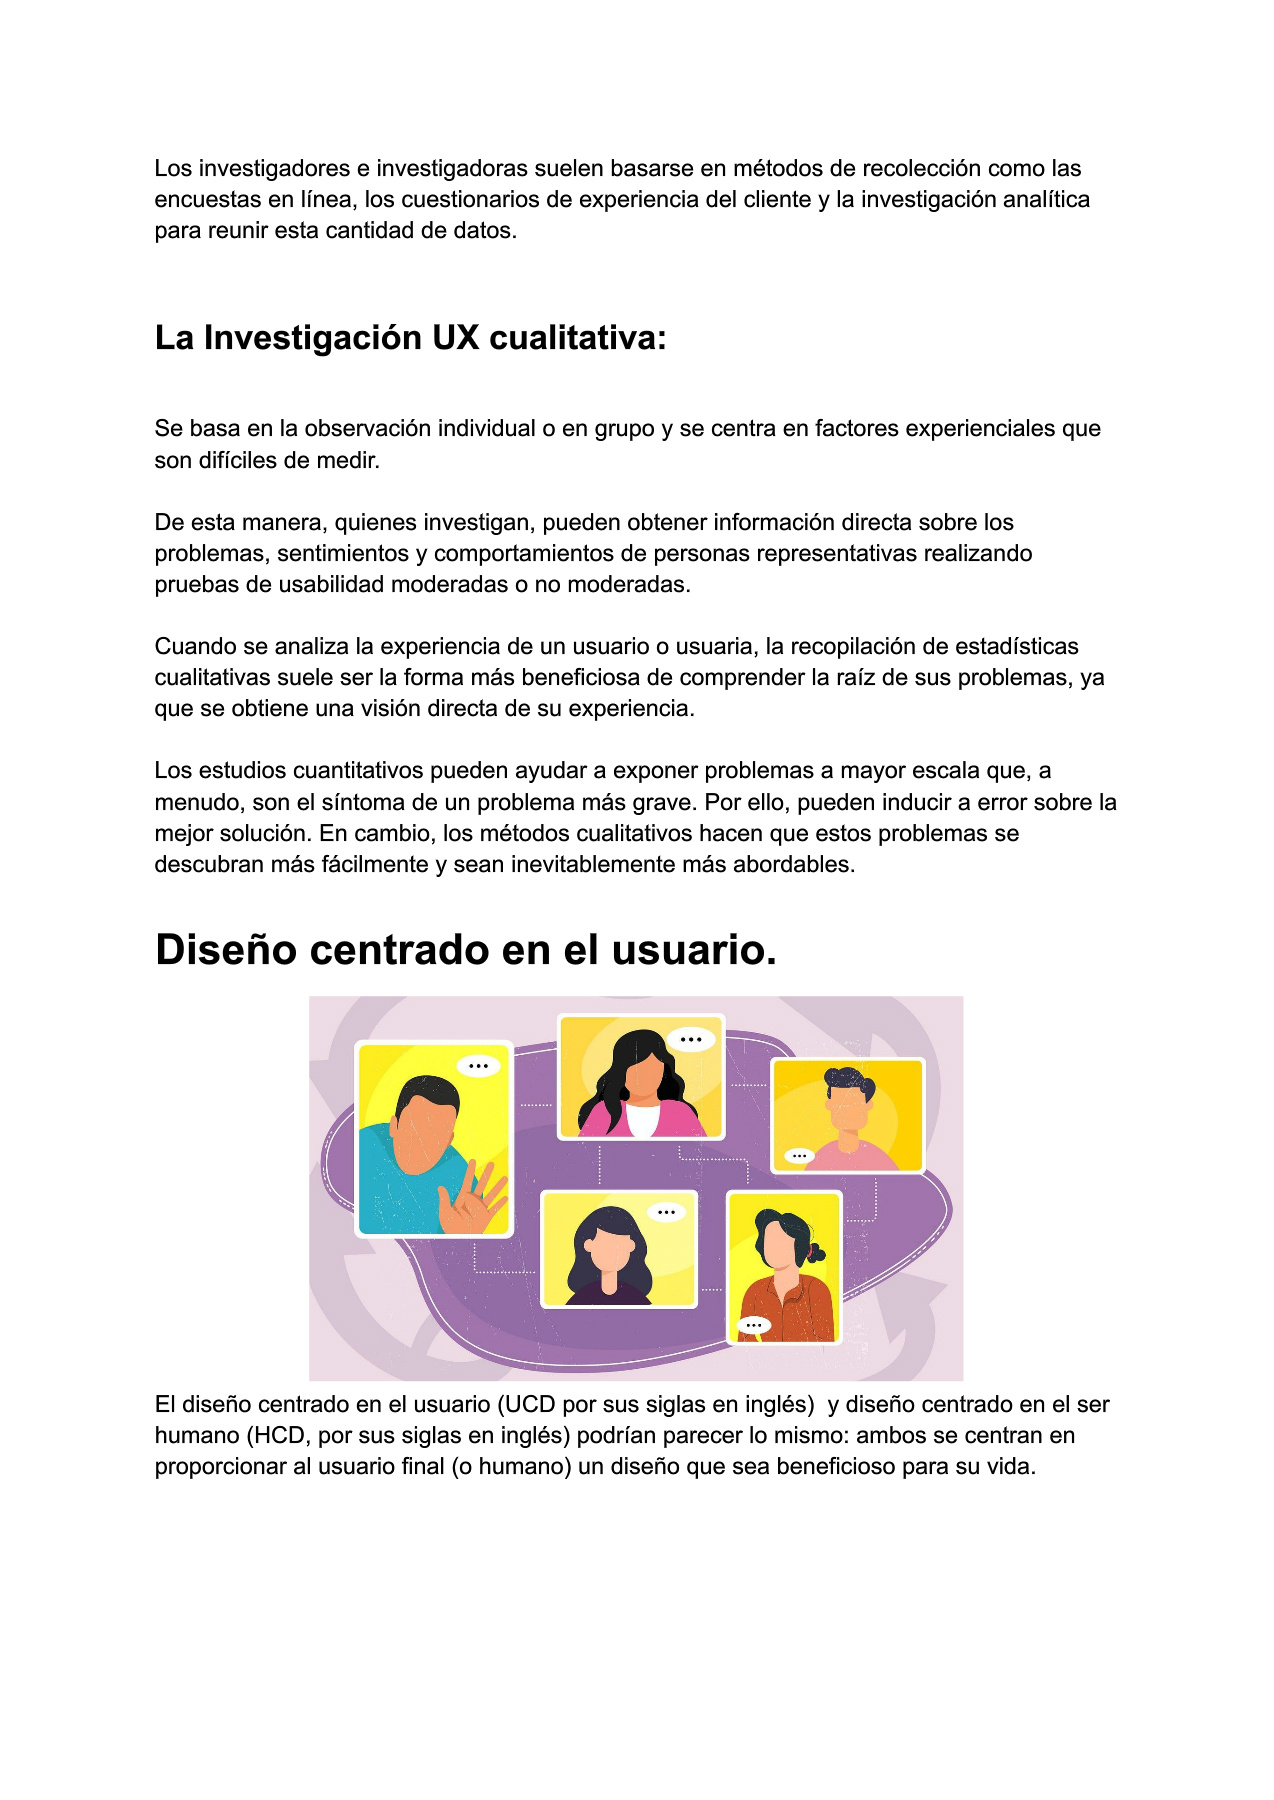 Los investigadores e investigadoras suelen basarse en métodos de recolección como las
encuestas en línea, los cuestionarios de experiencia del cliente y la investigación analítica
para reunir esta cantidad de datos.
La Investigación UX cualitativa:
Se basa en la observación individual o en grupo y se centra en factores experienciales que
son difíciles de medir.
De esta manera, quienes investigan, pueden obtener información directa sobre los
problemas, sentimientos y comportamientos de personas representativas realizando
pruebas de usabilidad moderadas o no moderadas.
Cuando se analiza la experiencia de un usuario o usuaria, la recopilación de estadísticas
cualitativas suele ser la forma más beneficiosa de comprender la raíz de sus problemas, ya
que se obtiene una visión directa de su experiencia.
Los estudios cuantitativos pueden ayudar a exponer problemas a mayor escala que, a
menudo, son el síntoma de un problema más grave. Por ello, pueden inducir a error sobre la
mejor solución. En cambio, los métodos cualitativos hacen que estos problemas se
descubran más fácilmente y sean inevitablemente más abordables.
Diseño centrado en el usuario.
El diseño centrado en el usuario (UCD por sus siglas en inglés)  y diseño centrado en el ser
humano (HCD, por sus siglas en inglés) podrían parecer lo mismo: ambos se centran en
proporcionar al usuario final (o humano) un diseño que sea beneficioso para su vida.